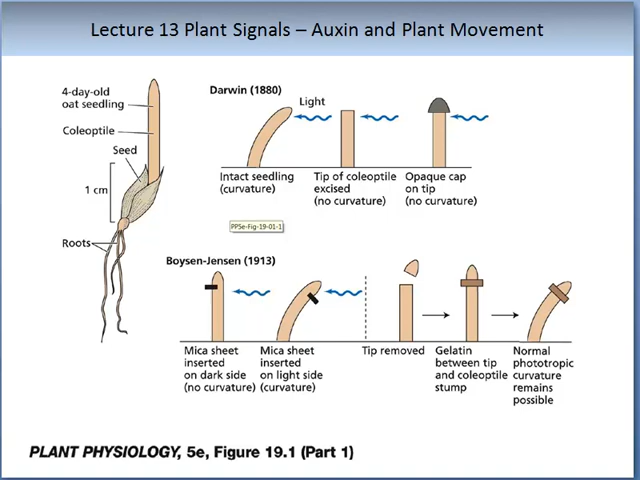 Lecture 13 Plant Signals – Auxin and Plant Movement
4-day-old
oat seedling
Coleoptile
Seed
1 cm
Roots
Darwin (1880)
Light
Intact seedling
(curvature)
Tip of coleoptile
excised
(no curvature)
Opaque cap
on tip
(no curvature)
PP5e-Fig-19-01-1
Boysen-Jensen (1913)
Mica sheet
inserted
on dark side
(no curvature)
Mica sheet
inserted
on light side
(curvature)
Tip removed
Gelatin
between tip
and coleoptile
stump
Normal
phototropic
curvature
remains
possible
PLANT PHYSIOLOGY, 5e, Figure 19.1 (Part 1)